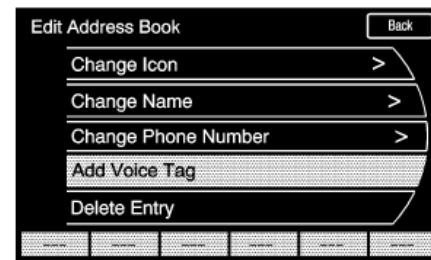 Edit Address Book
Back
Change Icon >
Change Name >
Change Phone Number >
Add Voice Tag
Delete Entry
--- --- --- --- --- ---